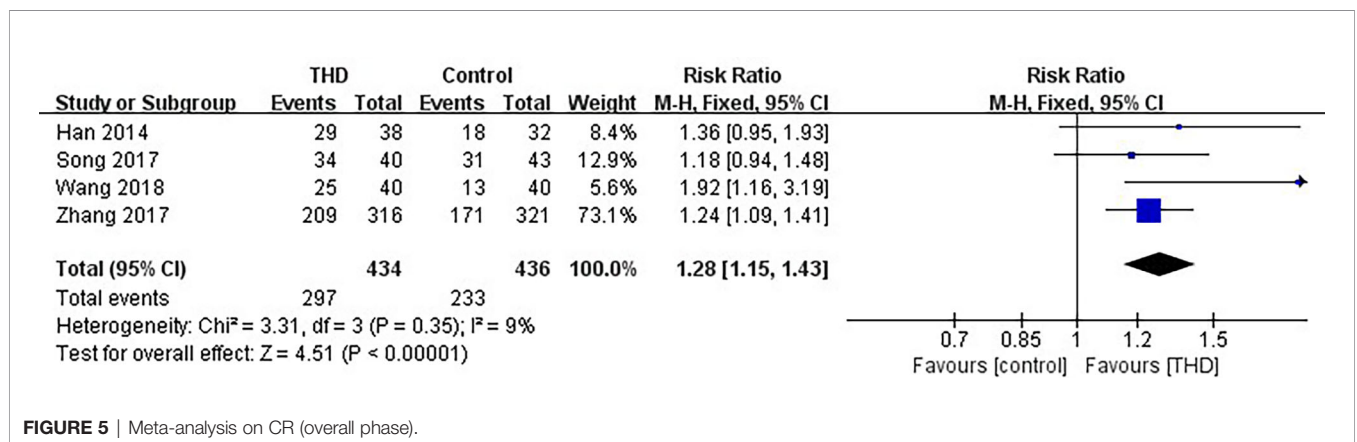 THD Control Risk Ratio Risk Ratio
Study or Subgroup Events Total Events Total Weight M-H, Fixed, 95% CI M-H, Fixed, 95% CI
Han 2014 29 38 18 32 8.4% 1.36 [0.95, 1.93]
Song 2017 34 40 31 43 12.9% 1.18 [0.94, 1.48]
Wang 2018 25 40 13 40 5.6% 1.92 [1.16, 3.19]
Zhang 2017 209 316 171 321 73.1% 1.24 [1.09, 1.41]
Total (95% CI) 434 436 100.0% 1.28 [1.15, 1.43]
Total events 297 233
Heterogeneity: Chi² = 3.31, df = 3 (P = 0.35); I² = 9%
Test for overall effect: Z = 4.51 (P < 0.00001)
0.7 0.85 1 1.2 1.5
Favours [control] Favours [THD]
FIGURE 5 | Meta-analysis on CR (overall phase).